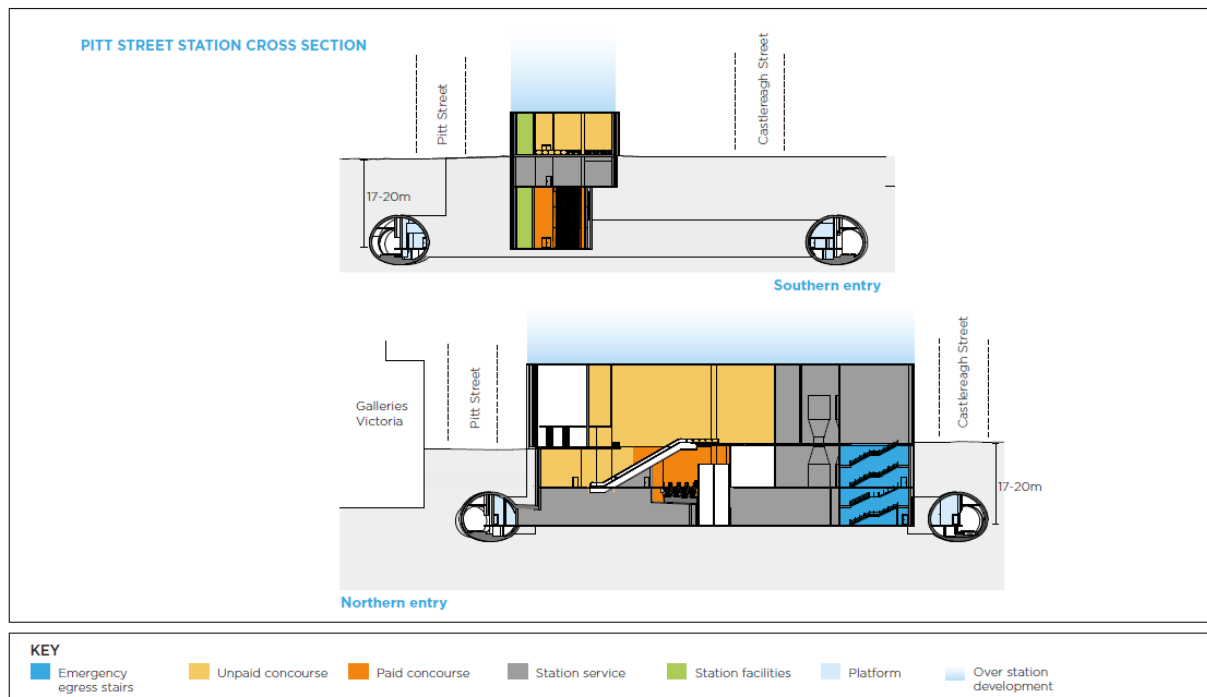 PITT STREET STATION CROSS SECTION
Pitt Street
Castlereagh Street
17-20m
Southern entry
Galleries
Victoria
Pitt Street
Castlereagh Street
17-20m
Northern entry
KEY
Emergency
egress stairs
Unpaid concourse
Paid concourse
Station service
Station facilities
Platform
Over station
development